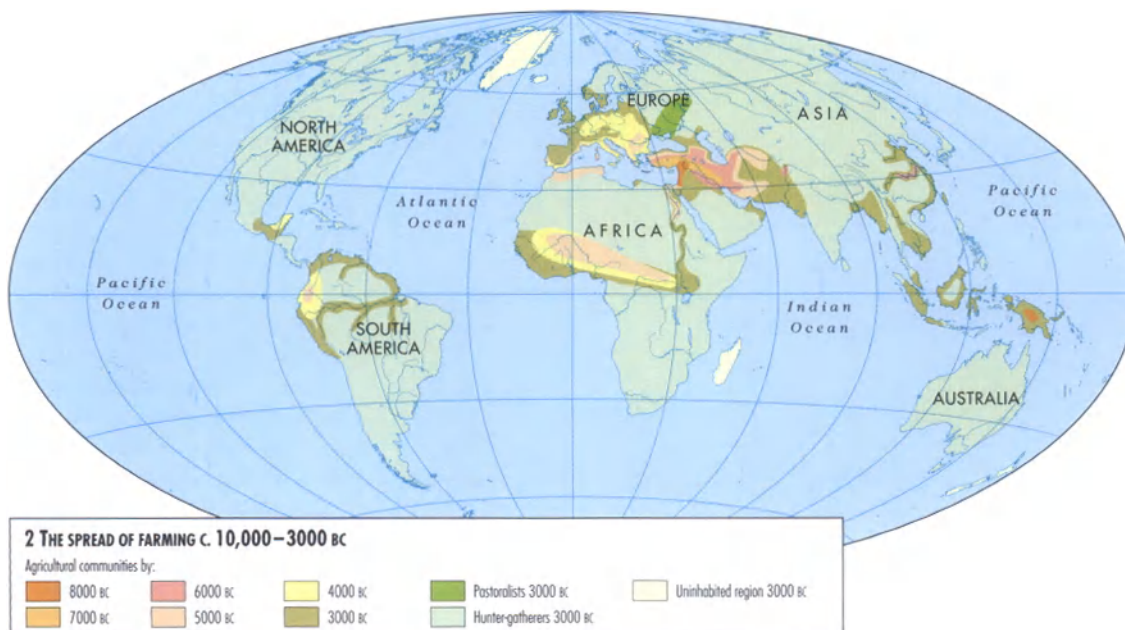 EUROPE
ASIA
NORTH
AMERICA
Pacific
Ocean
Atlantic
Ocean
AFRICA
Pacific
Ocean
Indian
Ocean
SOUTH
AMERICA
AUSTRALIA
2 THE SPREAD OF FARMING C. 10,000–3000 BC
Agricultural communities by:
8000 BC 6000 BC 4000 BC Pastoralists 3000 BC Uninhabited region 3000 BC
7000 BC 5000 BC 3000 BC Hunter-gatherers 3000 BC